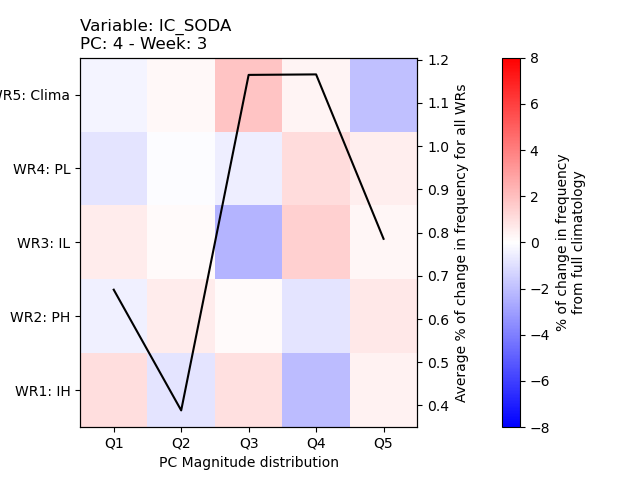 Variable: IC_SODA
PC: 4 - Week: 3
R5: Clima
WR4: PL
WR3: IL
WR2: PH
WR1: IH
Q1 Q2 Q3 Q4 Q5
PC Magnitude distribution
1.2
1.1
1.0
0.9
0.8
0.7
0.6
0.5
0.4
Average % of change in frequency for all WRs
8
6
4
2
0
−2
−4
−6
−8
% of change in frequency
from full climatology